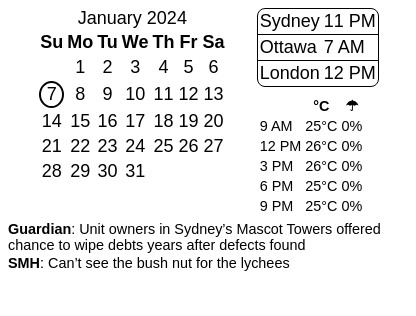 January 2024
Su Mo Tu We Th Fr Sa
1 2 3 4 5 6
7 8 9 10 11 12 13
14 15 16 17 18 19 20
21 22 23 24 25 26 27
28 29 30 31
Sydney 11 PM
Ottawa 7 AM
London 12 PM
°C ☂
9 AM 25°C 0%
12 PM 26°C 0%
3 PM 26°C 0%
6 PM 25°C 0%
9 PM 25°C 0%
Guardian: Unit owners in Sydney’s Mascot Towers offered
chance to wipe debts years after defects found
SMH: Can’t see the bush nut for the lychees